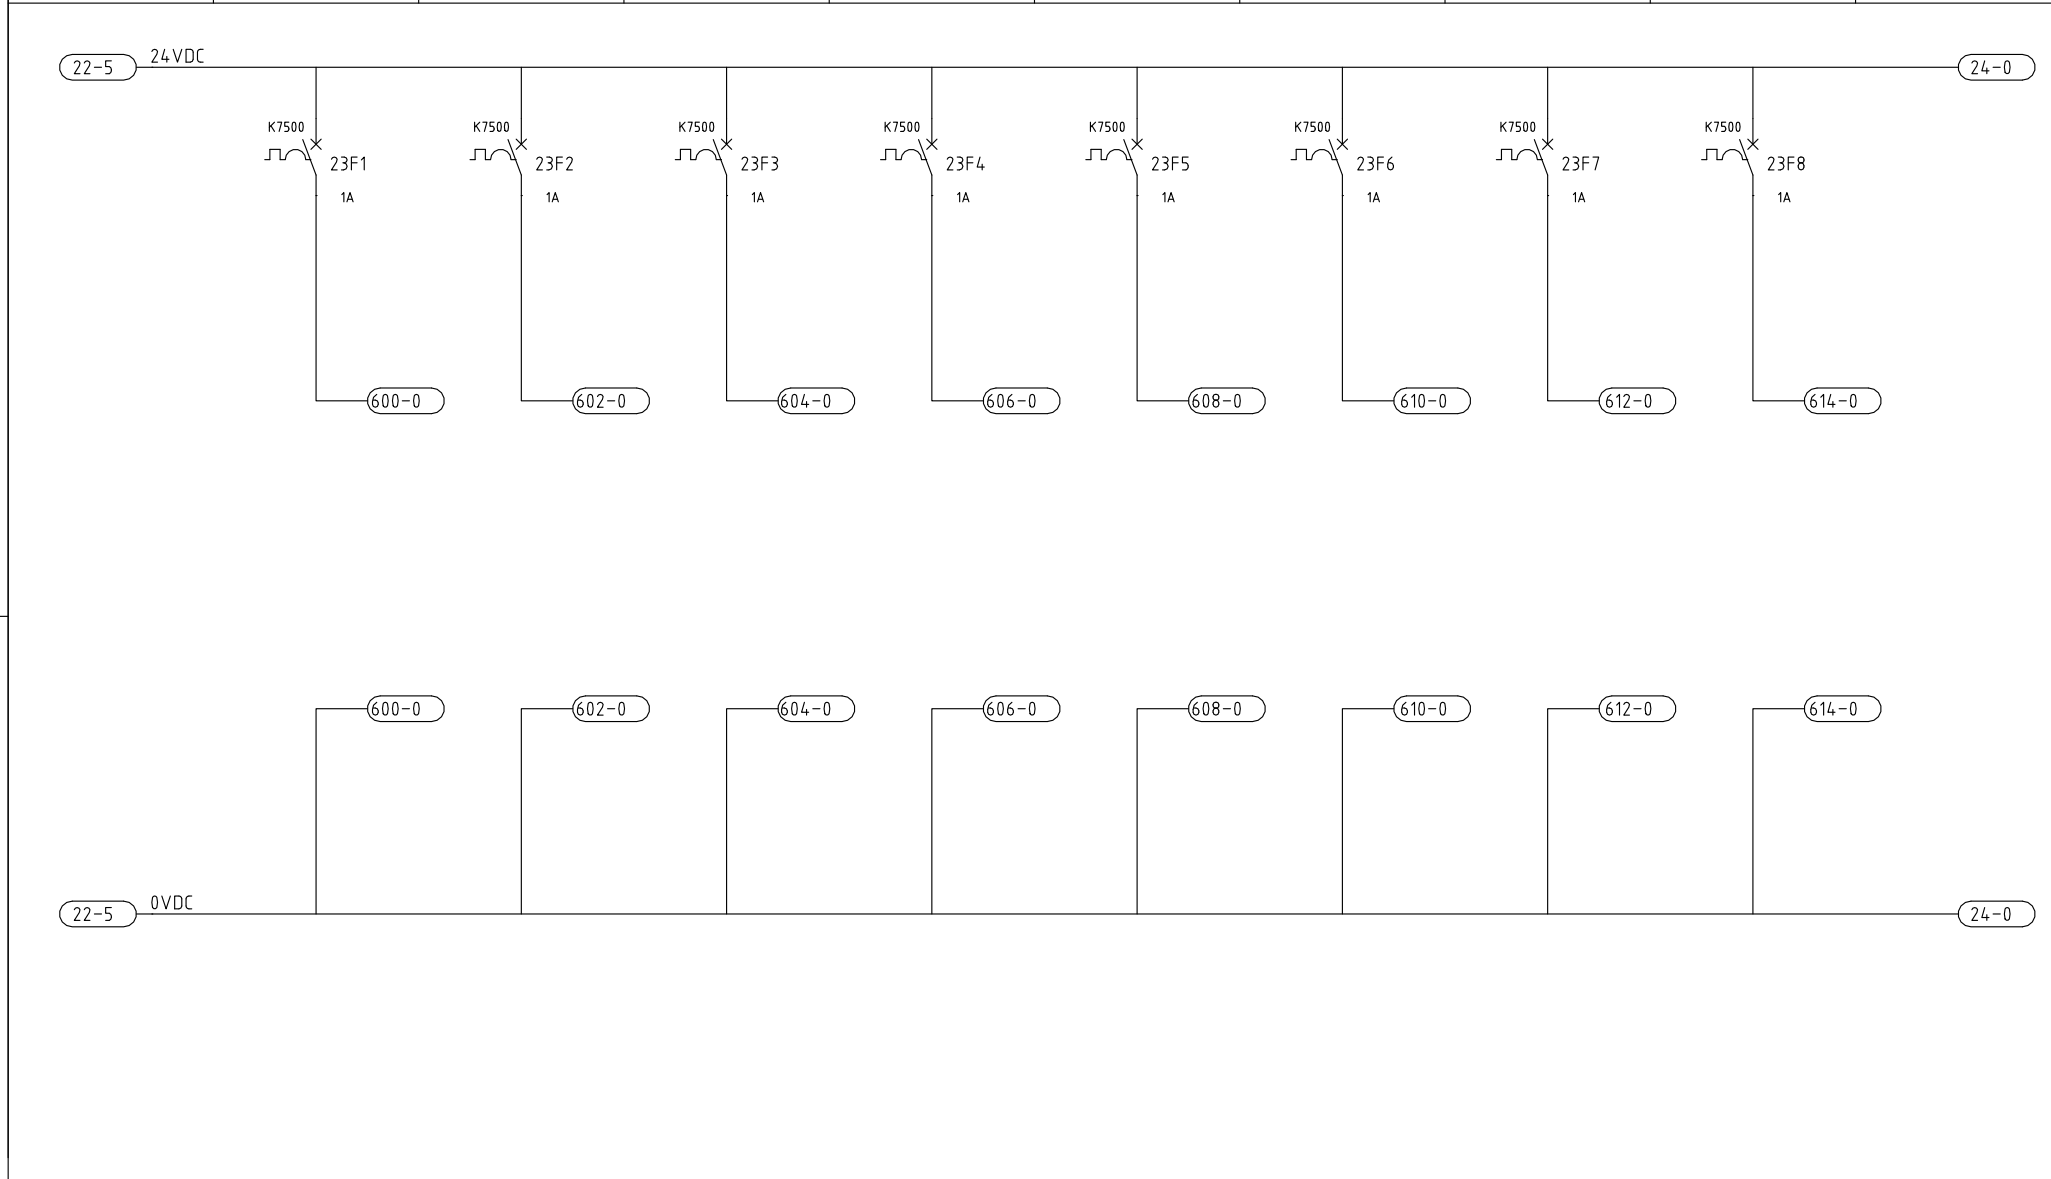 24VDC
22-5 24-0
K7500 K7500 K7500 K7500 K7500 K7500 K7500 K7500
23F1 23F2 23F3 23F4 23F5 23F6 23F7 23F8
1A 1A 1A 1A 1A 1A 1A 1A
600-0 602-0 604-0 606-0 608-0 610-0 612-0 614-0
600-0 602-0 604-0 606-0 608-0 610-0 612-0 614-0
0VDC
22-5 24-0